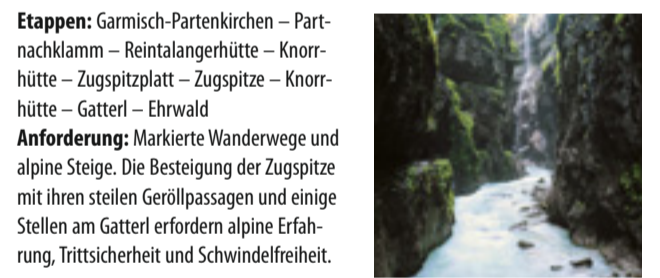 Etappen: Garmisch-Partenkirchen – Part-
nachklamm – Reintalangerhütte – Knorr-
hütte – Zugspitzplatt – Zugspitze – Knorr-
hütte – Gatterl – Ehrwald
Anforderung: Markierte Wanderwege und
alpine Steige. Die Besteigung der Zugspitze
mit ihren steilen Geröllpassagen und einige
Stellen am Gatterl erfordern alpine Erfah-
rung, Trittsicherheit und Schwindelfreiheit.